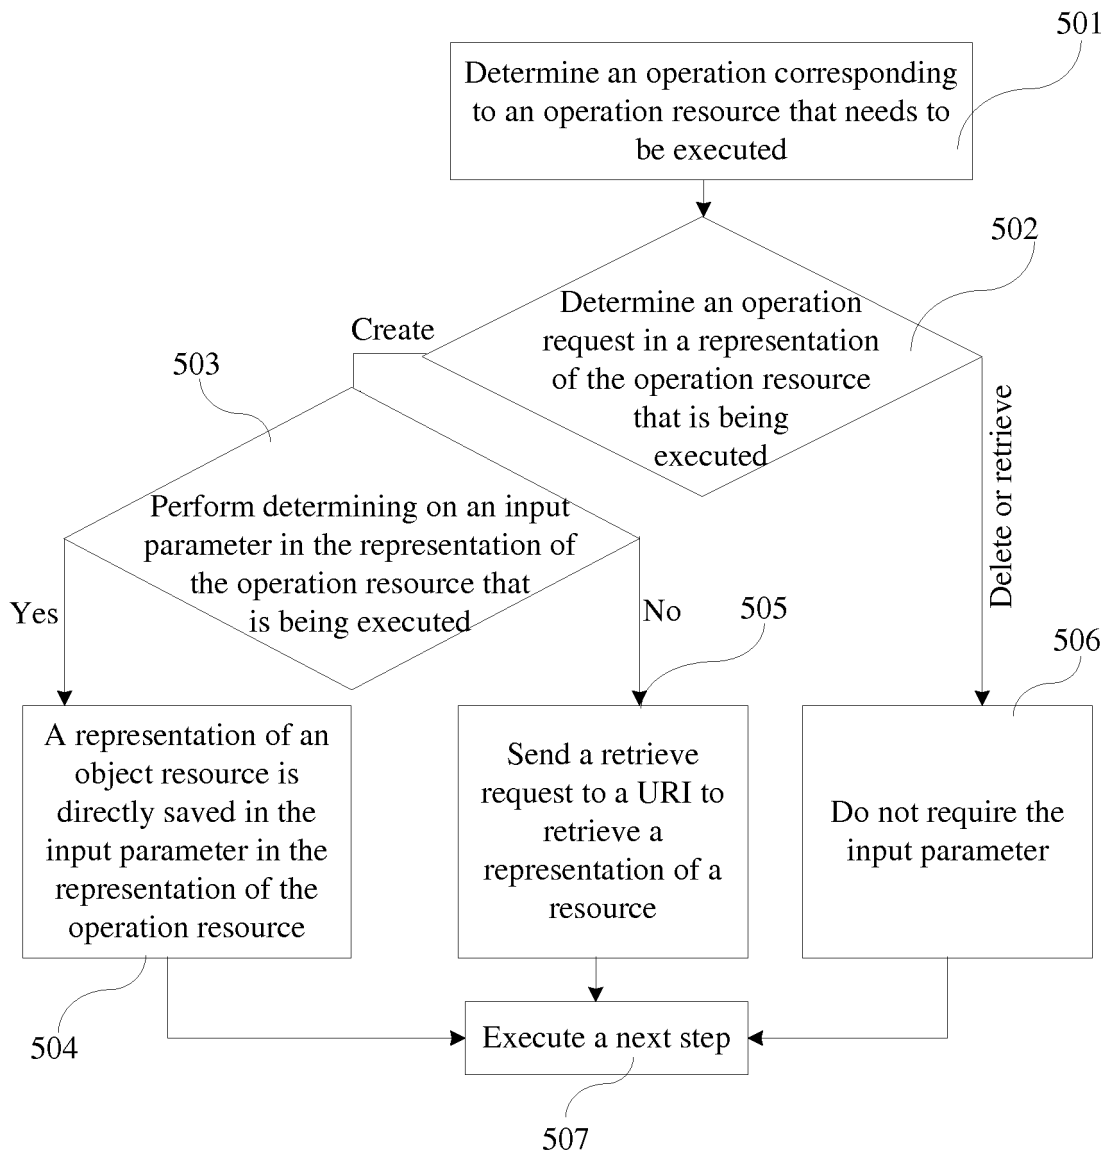 501
Determine an operation corresponding
to an operation resource that needs to
be executed
502
Determine an operation
request in a representation
of the operation resource
that is being
executed
Create
Delete or retrieve
503
Perform determining on an input
parameter in the representation of
the operation resource that
is being executed
Yes
No
505
506
A representation of an
object resource is
directly saved in the
input parameter in the
representation of the
operation resource
Send a retrieve
request to a URI to
retrieve a
representation of a
resource
Do not require the
input parameter
504
Execute a next step
507